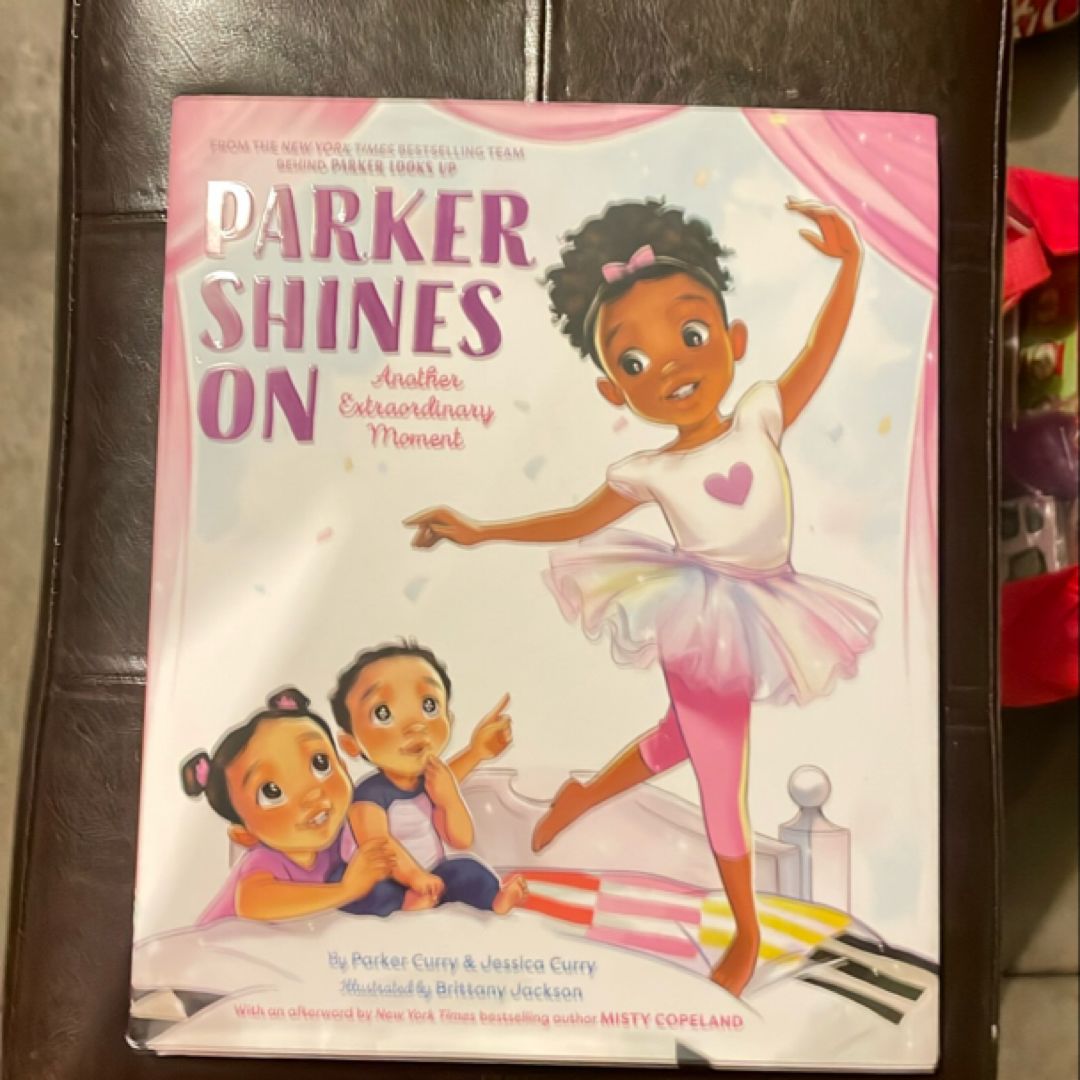 FROM THE NEW YORK TIMES BESTSELLING TEAM
BEHIND PARKER LOOKS UP
PARKER
SHINES
ON
Another
Extraordinary
Moment
By Parker Curry & Jessica Curry
Illustrated by Brittany Jackson
With an afterword by New York Times bestselling author MISTY COPELAND